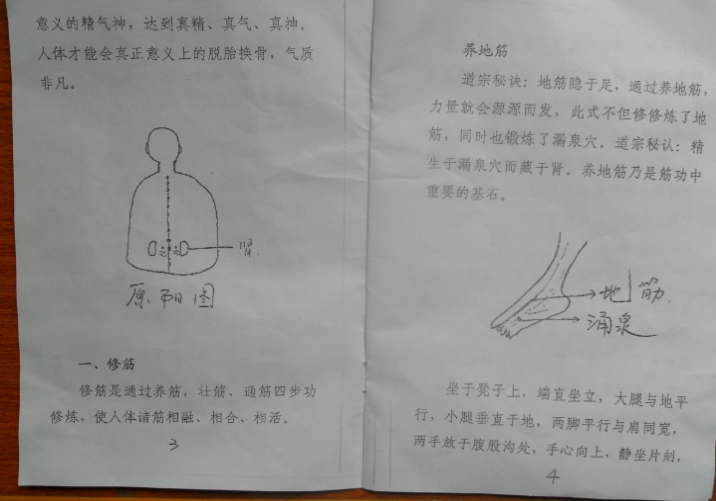 意义的精气神，达到真精、真气、真神。
人体才能会真正意义上的脱胎换骨，气质
非凡。
原阳图
一、修筋
修筋是通过养筋，壮筋、通筋四步功
修炼，使人体诸筋相融、相合、相活。
3
养地筋
道宗秘诀：地筋隐于足，通过养地筋，
力量就会源源而发，此式不但修修炼了地
筋，同时也锻炼了漏泉穴。道宗秘认：精
生于漏泉穴而藏于肾。养地筋乃是筋功中
重要的基石。
地筋
涌泉
坐于凳子上，端直坐立，大腿与地平
行，小腿垂直于地，两脚平行与肩同宽，
两手放于腹股沟处，手心向上，静坐片刻，
4